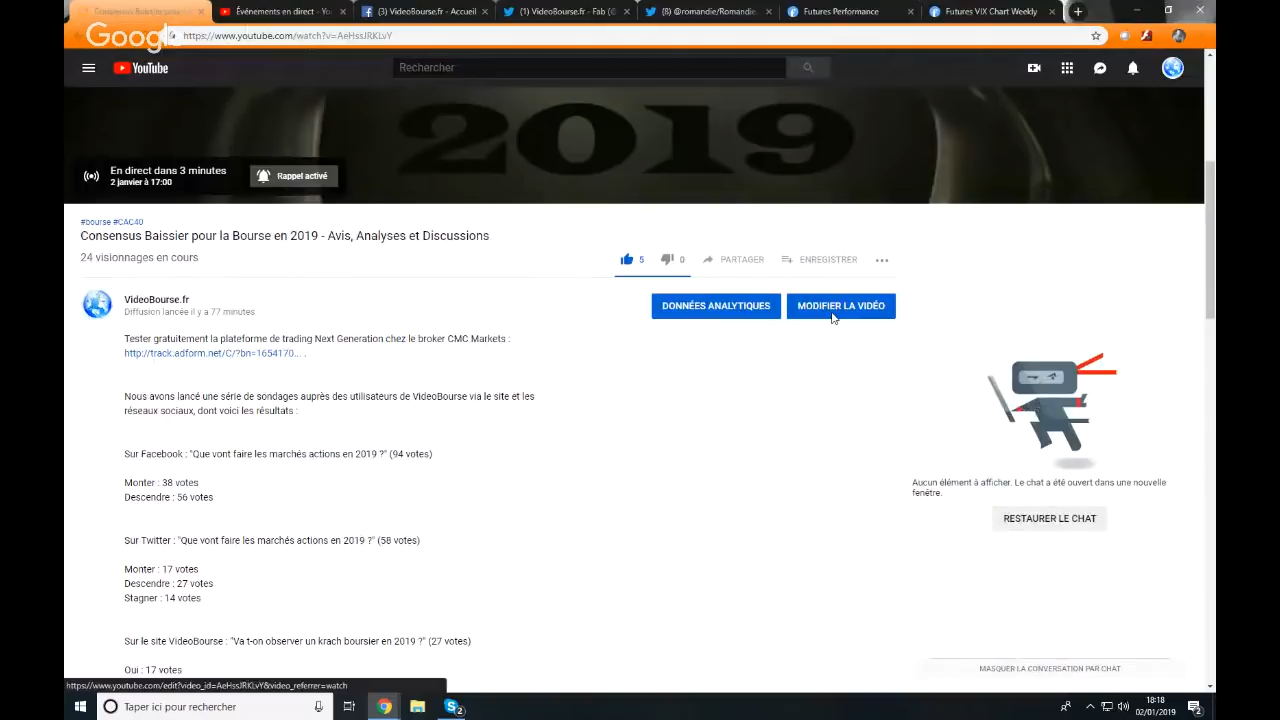 Consensus Baissier pour
Événements en direct - You
(3) VideoBourse.fr - Accueil
(1) VideoBourse.fr - Fab (@
(8) @romandie/Romandie.
Futures Performance
Futures VIX Chart Weekly
Google
https://www.youtube.com/watch?v=AeHssJRKLvY
YouTube
Rechercher
2019
En direct dans 3 minutes
2 janvier à 17:00
Rappel activé
#bourse #CAC40
Consensus Baissier pour la Bourse en 2019 - Avis, Analyses et Discussions
24 visionnages en cours
5
0
PARTAGER
ENREGISTRER
VideoBourse.fr
Diffusion lancée il y a 77 minutes
DONNÉES ANALYTIQUES
MODIFIER LA VIDÉO
Tester gratuitement la plateforme de trading Next Generation chez le broker CMC Markets :
http://track.adform.net/C/?bn=1654170... .
Nous avons lancé une série de sondages auprès des utilisateurs de VideoBourse via le site et les
réseaux sociaux, dont voici les résultats :
Sur Facebook : "Que vont faire les marchés actions en 2019 ?" (94 votes)
Monter : 38 votes
Descendre : 56 votes
Sur Twitter : "Que vont faire les marchés actions en 2019 ?" (58 votes)
Monter : 17 votes
Descendre : 27 votes
Stagner : 14 votes
Sur le site VideoBourse : "Va t-on observer un krach boursier en 2019 ?" (27 votes)
Oui : 17 votes
Aucun élément à afficher. Le chat a été ouvert dans une nouvelle
fenêtre.
RESTAURER LE CHAT
MASQUER LA CONVERSATION PAR CHAT
https://www.youtube.com/edit?video_id=AeHssJRKLvY&video_referrer=watch
Taper ici pour rechercher
2
18:18
02/01/2019
2